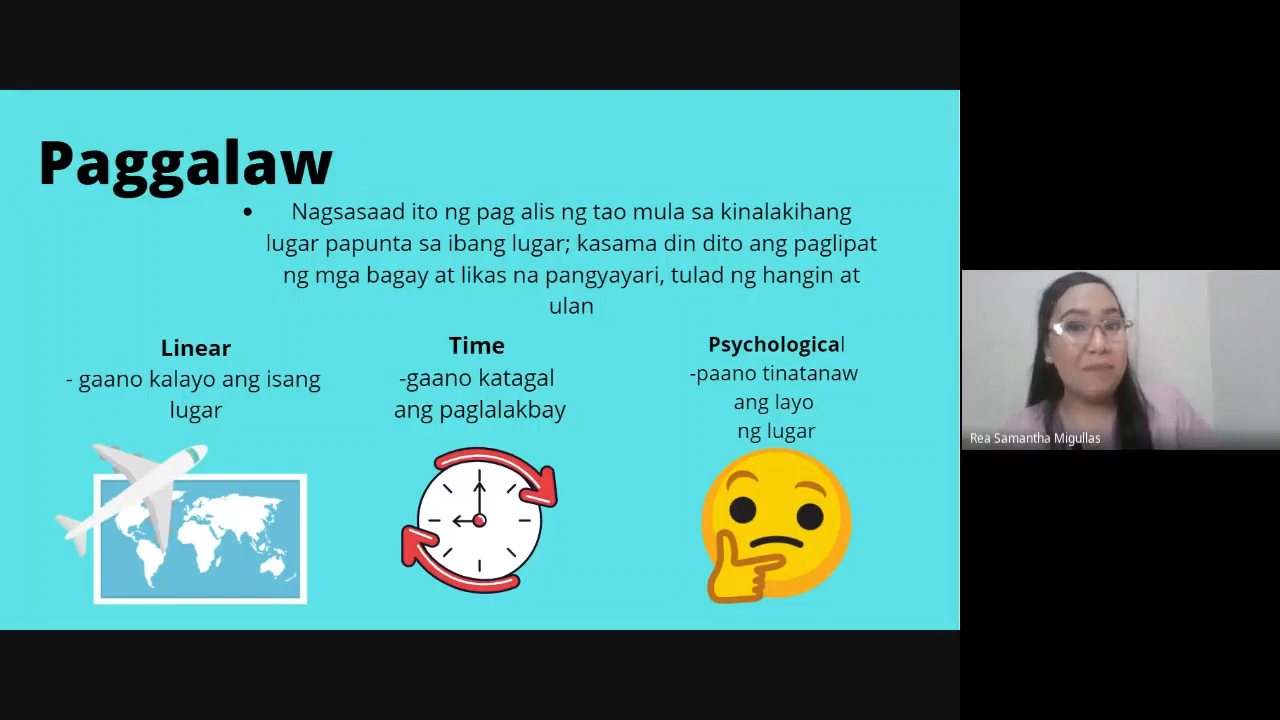 Paggalaw
• Nagsasaad ito ng pag alis ng tao mula sa kinalakihang
lugar papunta sa ibang lugar; kasama din dito ang paglipat
ng mga bagay at likas na pangyayari, tulad ng hangin at
ulan
Linear
- gaano kalayo ang isang
lugar
Time
-gaano katagal
ang paglalakbay
Psychological
-paano tinatanaw
ang layo
ng lugar
Rea Samantha Migullas